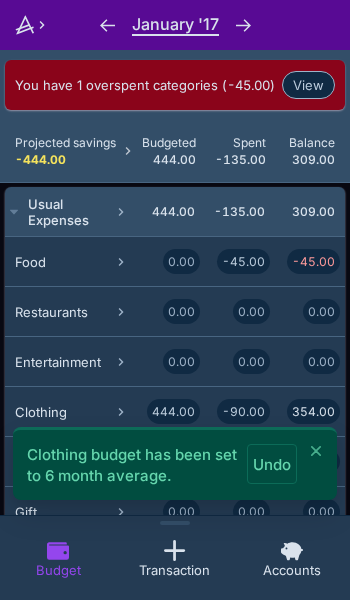 January '17
You have 1 overspent categories (-45.00) View
Projected savings Budgeted Spent Balance
-444.00 444.00 -135.00 309.00
Usual
Expenses 444.00 -135.00 309.00
Food 0.00 -45.00 -45.00
Restaurants 0.00 0.00 0.00
Entertainment 0.00 0.00 0.00
Clothing 444.00 -90.00 354.00
Clothing budget has been set
to 6 month average. Undo
Gift 0.00 0.00 0.00
Budget Transaction Accounts